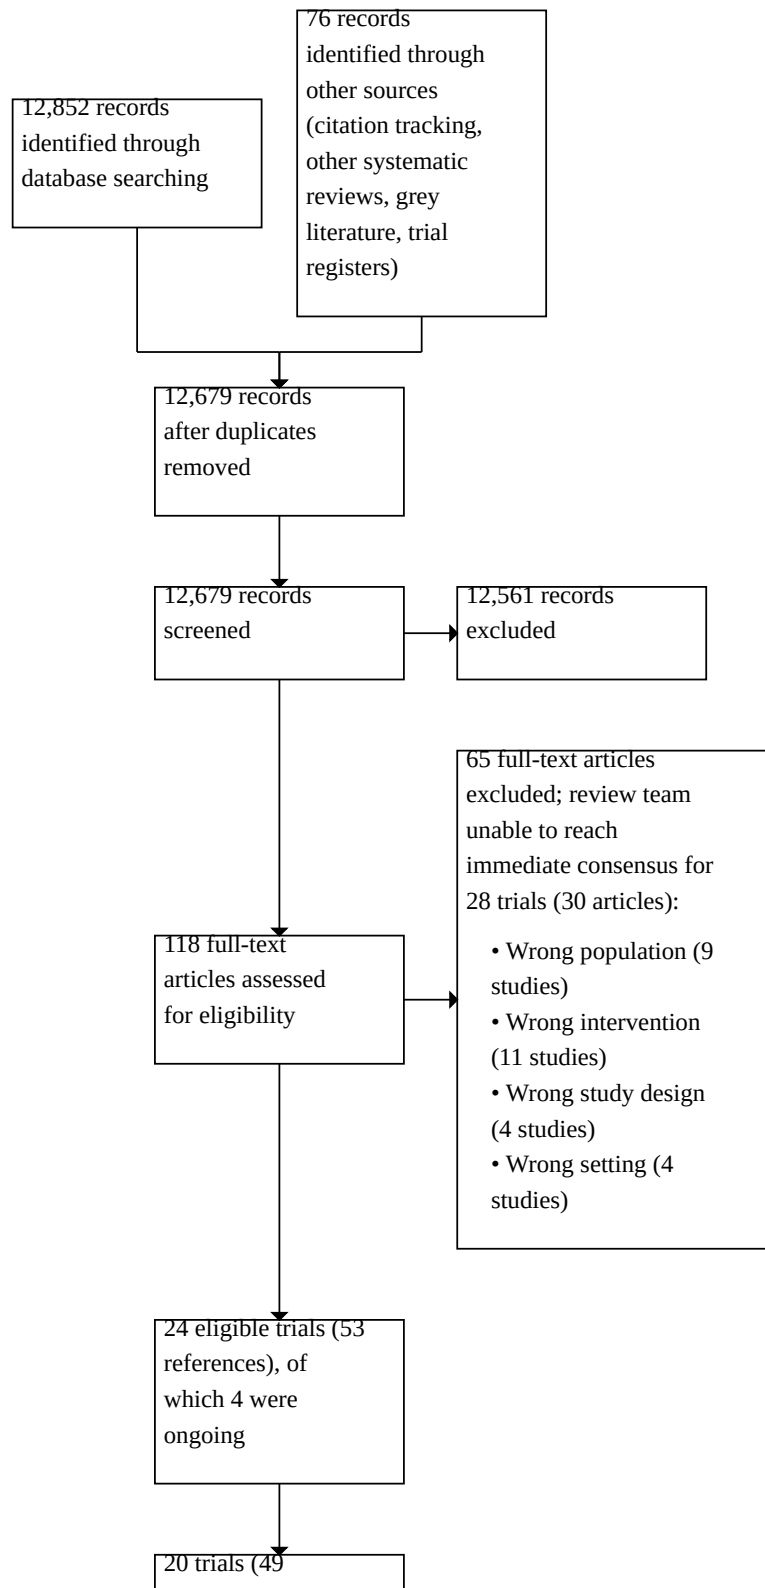 76 records
identified through
other sources
(citation tracking,
other systematic
reviews, grey
literature, trial
registers)
12,852 records
identified through
database searching
12,679 records
after duplicates
removed
12,679 records
screened
12,561 records
excluded
65 full-text articles
excluded; review team
unable to reach
immediate consensus for
28 trials (30 articles):
• Wrong population (9
studies)
• Wrong intervention
(11 studies)
• Wrong study design
(4 studies)
• Wrong setting (4
studies)
118 full-text
articles assessed
for eligibility
24 eligible trials (53
references), of
which 4 were
ongoing
20 trials (49